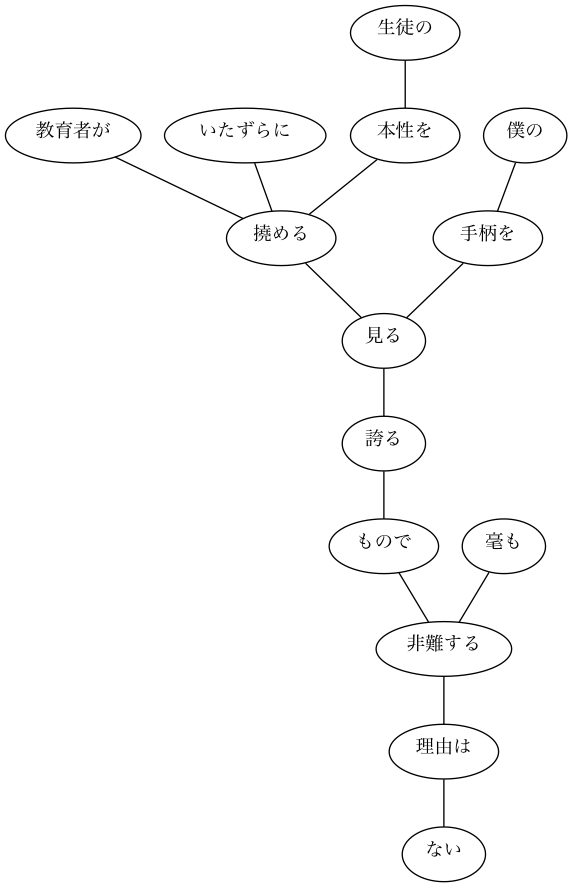 生徒の
教育者が
いたずらに
本性を
僕の
撓める
手柄を
見る
誇る
もので
毫も
非難する
理由は
ない